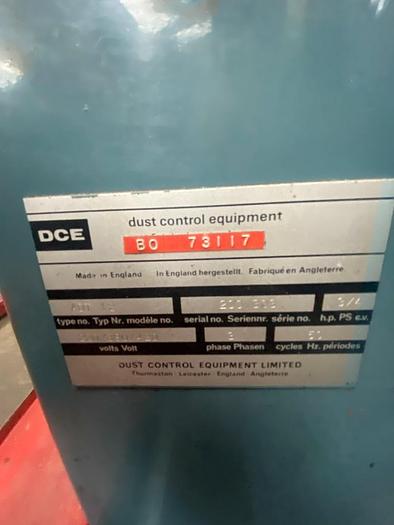 DCE
dust control equipment
BO 73117
Made in England In England hergestellt. Fabriqué en Angleterre.
3/4
type no. Typ Nr. modèle no. serial no. Seriennr. série no. h.p. PS e.v.
3 50
volts Volt phase Phasen cycles Hz. périodes
DUST CONTROL EQUIPMENT LIMITED
Thurmaston · Leicester · England · Angleterre